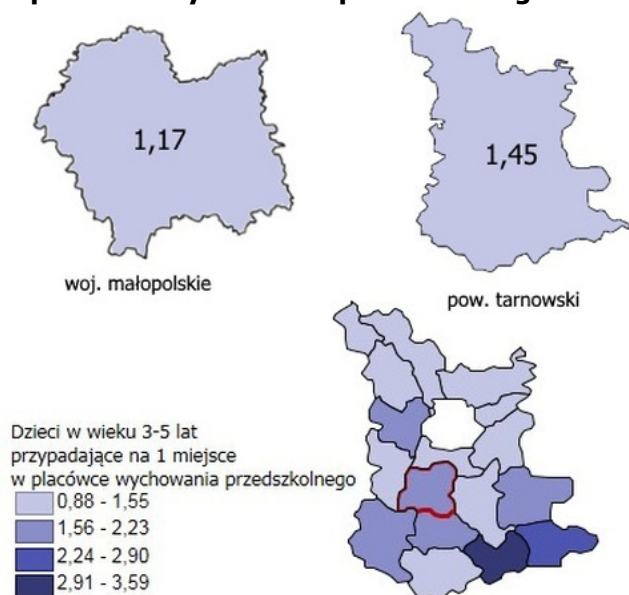 1,17
1,45
woj. małopolskie
pow. tarnowski
Dzieci w wieku 3-5 lat
przypadające na 1 miejsce
w placówce wychowania przedszkolnego
0,88 - 1,55
1,56 - 2,23
2,24 - 2,90
2,91 - 3,59